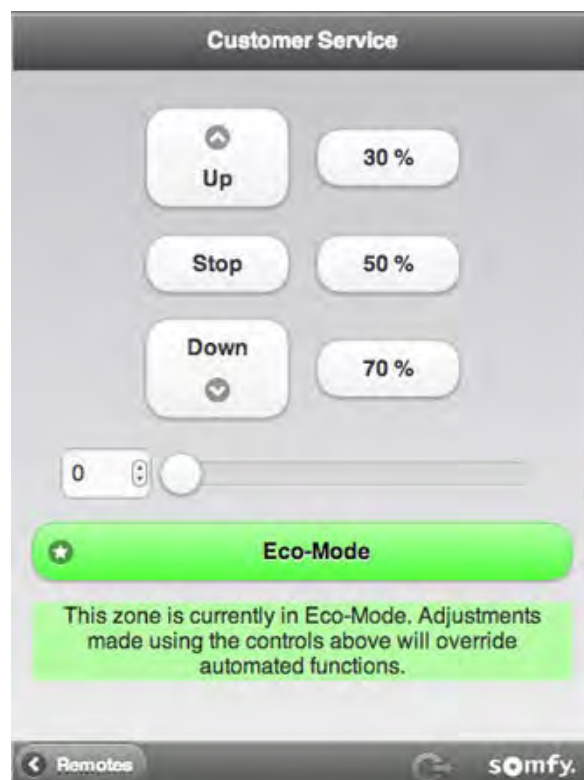 Customer Service
Up
30 %
Stop
50 %
Down
70 %
0
Eco-Mode
This zone is currently in Eco-Mode. Adjustments
made using the controls above will override
automated functions.
Remotes
somfy.